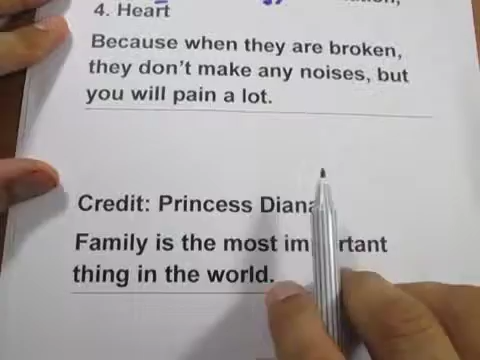 4. Heart
Because when they are broken,
they don't make any noises, but
you will pain a lot.
Credit: Princess Diana
Family is the most important
thing in the world.